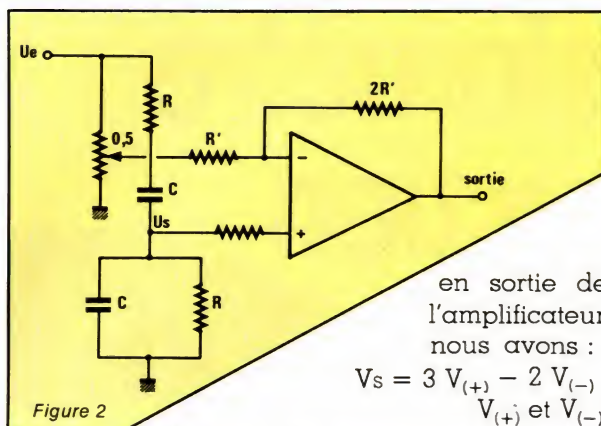 Ue
R
0,5
R'
2R'
C
Us
sortie
C
R
en sortie de
l'amplificateur
nous avons :
Vs = 3 V(+) – 2 V(–)
V(+) et V(–)
Figure 2